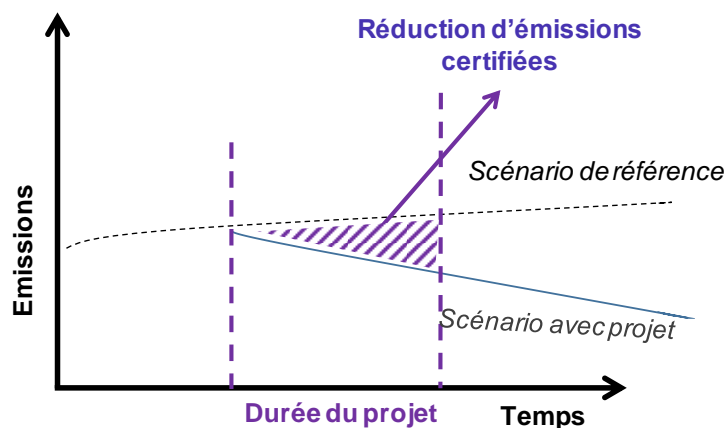 Réduction d’émissions
certifiées
Scénario de référence
Emissions
Scénario avec projet
Durée du projet
Temps